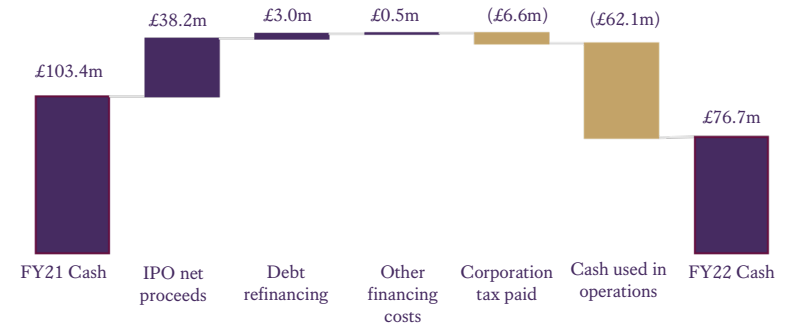 £103.4m
£38.2m
£3.0m
£0.5m
(£6.6m)
(£62.1m)
£76.7m
FY21 Cash
IPO net
proceeds
Debt
refinancing
Other
financing
costs
Corporation
tax paid
Cash used in
operations
FY22 Cash